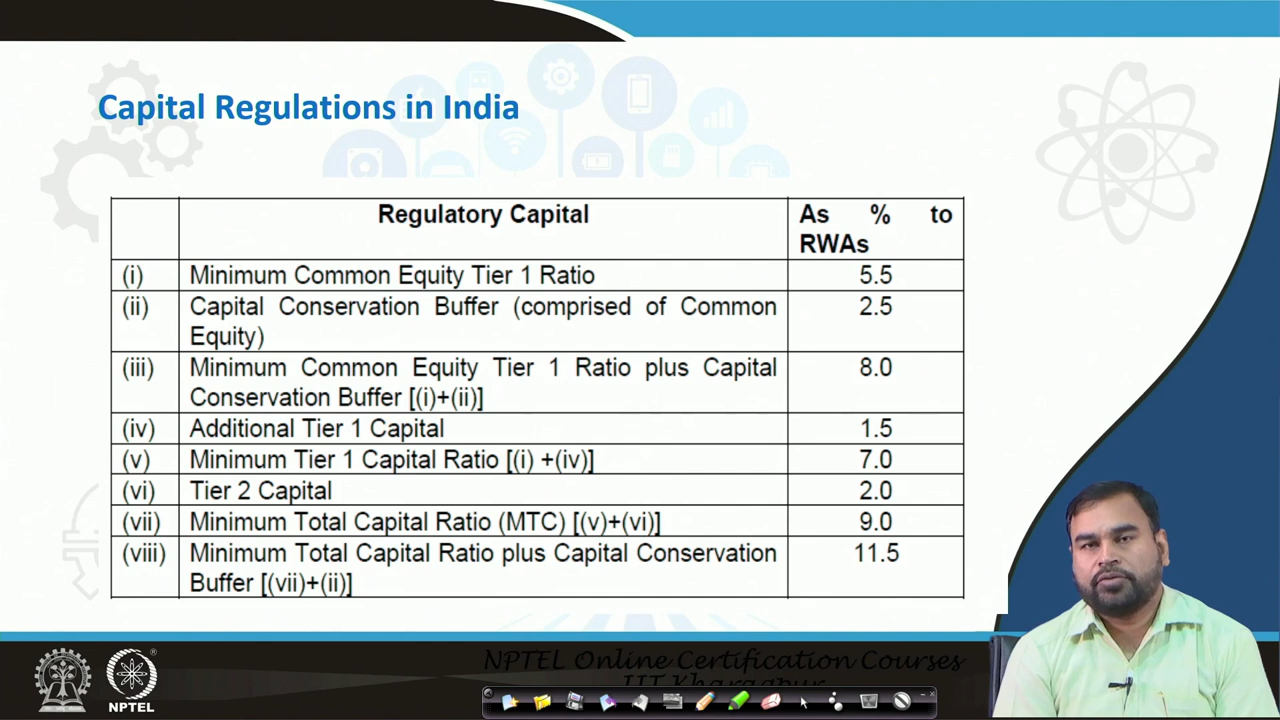 Capital Regulations in India
Regulatory Capital
As % to
RWAs
(i) Minimum Common Equity Tier 1 Ratio 5.5
(ii) Capital Conservation Buffer (comprised of Common 2.5
Equity)
(iii) Minimum Common Equity Tier 1 Ratio plus Capital 8.0
Conservation Buffer [(i)+(ii)]
(iv) Additional Tier 1 Capital 1.5
(v) Minimum Tier 1 Capital Ratio [(i) +(iv)] 7.0
(vi) Tier 2 Capital 2.0
(vii) Minimum Total Capital Ratio (MTC) [(v)+(vi)] 9.0
(viii) Minimum Total Capital Ratio plus Capital Conservation 11.5
Buffer [(vii)+(ii)]
NPTEL Online Certification Courses
IIT Kharagpur
NPTEL